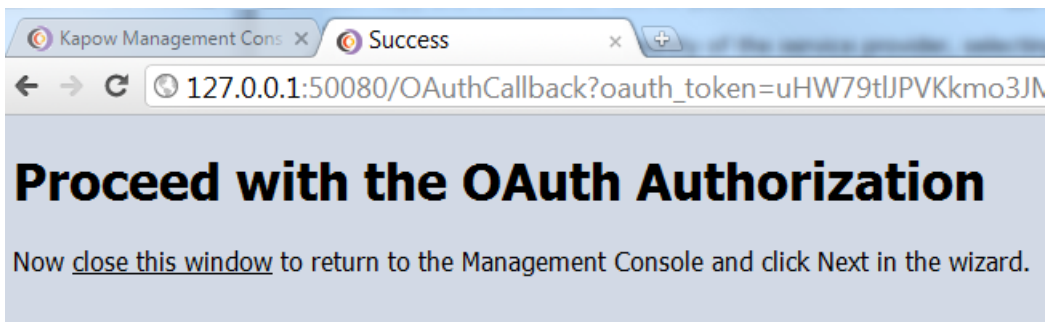 Kapow Management Cons
Success
127.0.0.1:50080/OAuthCallback?oauth_token=uHW79tlJPVKkmo3JM
Proceed with the OAuth Authorization
Now close this window to return to the Management Console and click Next in the wizard.